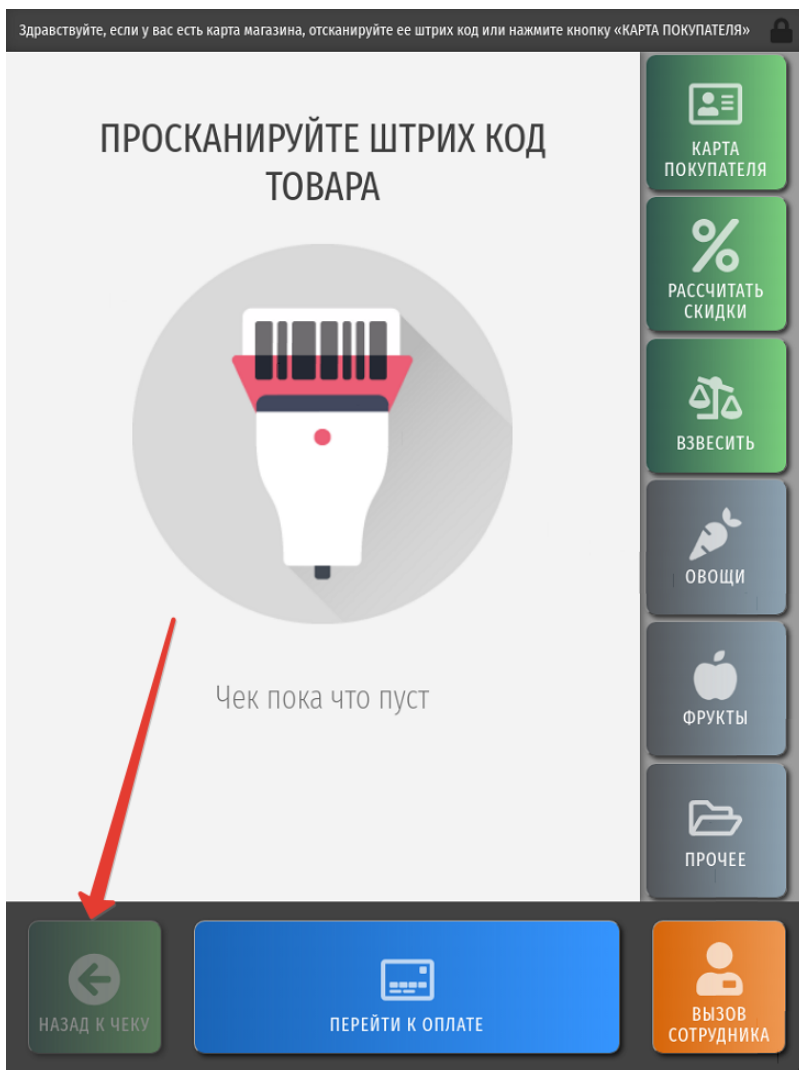 Здравствуйте, если у вас есть карта магазина, отсканируйте ее штрих код или нажмите кнопку «КАРТА ПОКУПАТЕЛЯ»
ПРОСКАНИРУЙТЕ ШТРИХ КОД
ТОВАРА
Чек пока что пуст
КАРТА
ПОКУПАТЕЛЯ
РАССЧИТАТЬ
СКИДКИ
ВЗВЕСИТЬ
ОВОЩИ
ФРУКТЫ
ПРОЧЕЕ
НАЗАД К ЧЕКУ
ПЕРЕЙТИ К ОПЛАТЕ
ВЫЗОВ
СОТРУДНИКА